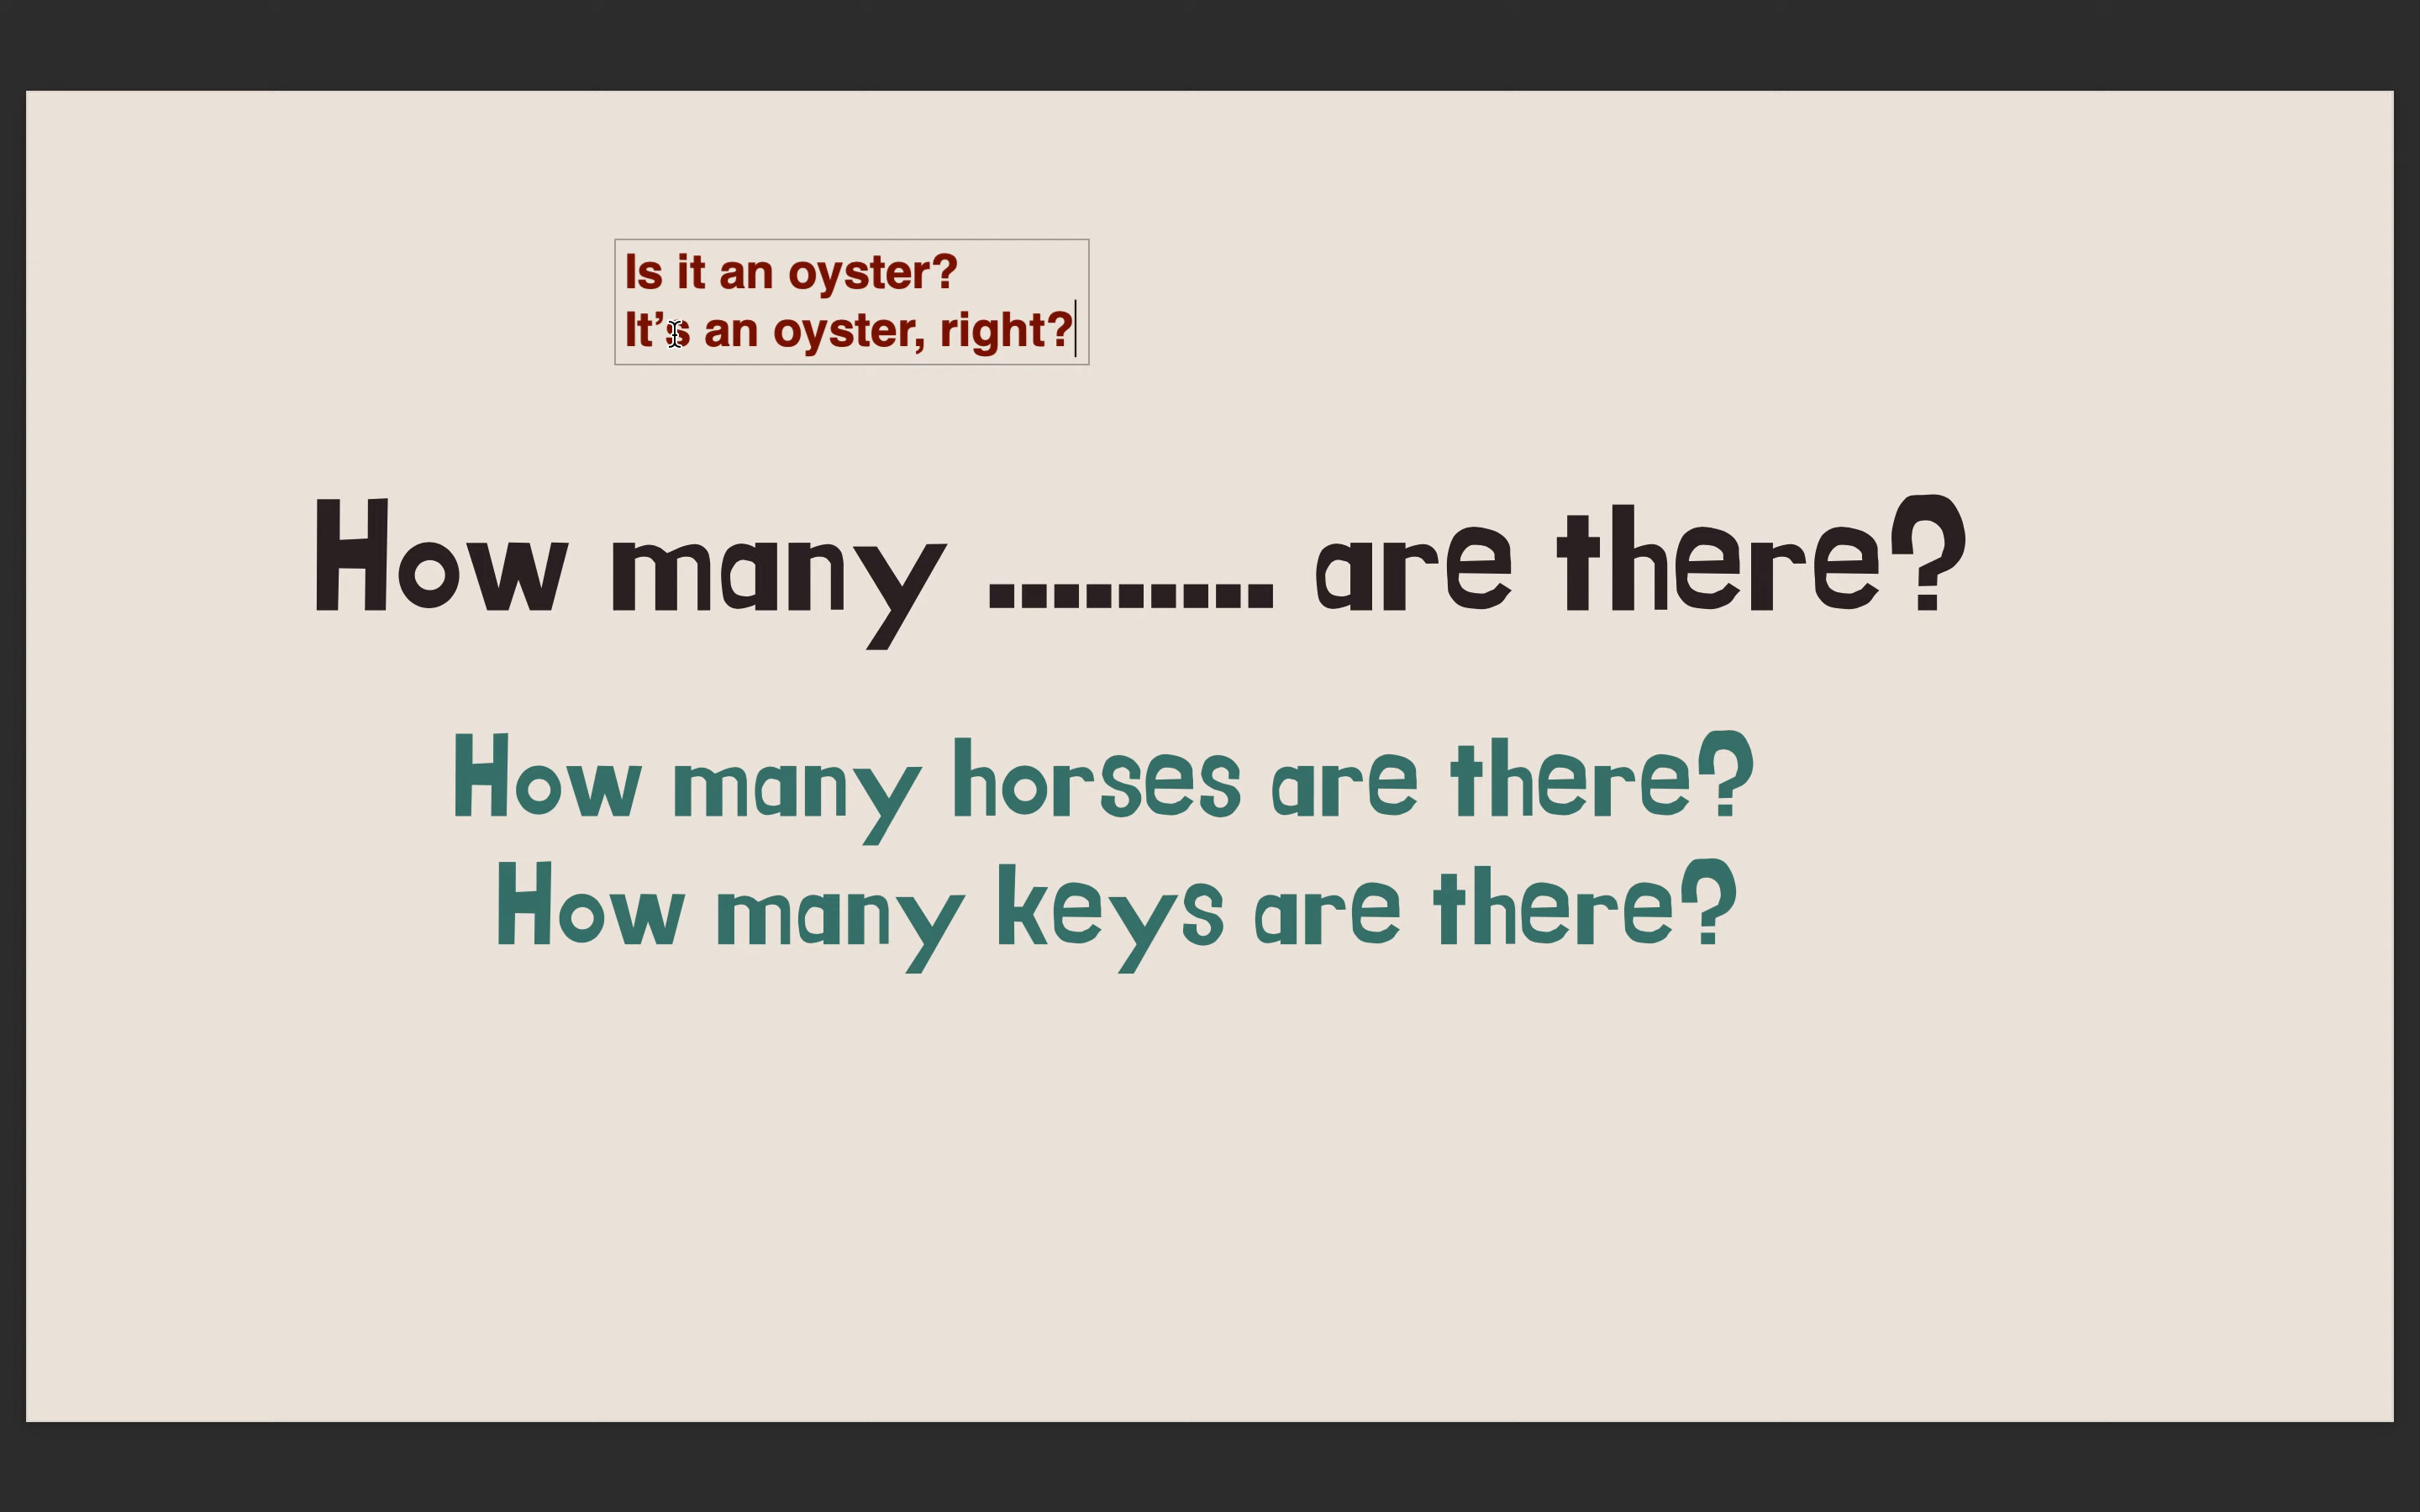 Is it an oyster?
It’s an oyster, right?
How many ......... are there?
How many horses are there?
How many keys are there?